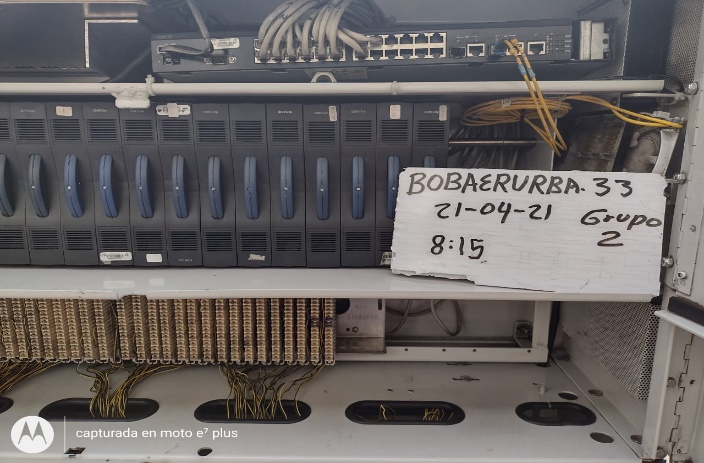 BOBAERURBA. 33
21-04-21 Grupo
8:15 2
capturada en moto e⁷ plus